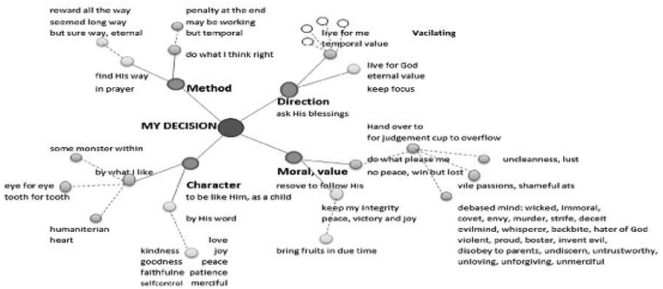 reward all the way
seemed long way
but sure way, eternal
find His way
in prayer
penalty at the end
may be working
but temporal
do what I think right
Method
live for me
temporal value
Vacilating
live for God
eternal value
keep focus
Direction
ask His blessings
MY DECISION
some monster within
by what I like
eye for eye
tooth for tooth
humaniterian
heart
Character
to be like Him, as a child
by His word
love
kindness joy
goodness peace
faithfulne patience
selfcontrol merciful
Moral, value
resove to follow His
keep my integrity
peace, victory and joy
bring fruits in due time
Hand over to
for judgement cup to overflow
do what please me
no peace, win but lost
uncleanness, lust
vile passions, shameful ats
debased mind: wicked, immoral,
covet, envy, murder, strife, deceit
evilmind, whisperer, backbite, hater of God
violent, proud, boster, invent evil,
disobey to parents, undiscern, untrustworthy,
unloving, unforgiving, unmerciful